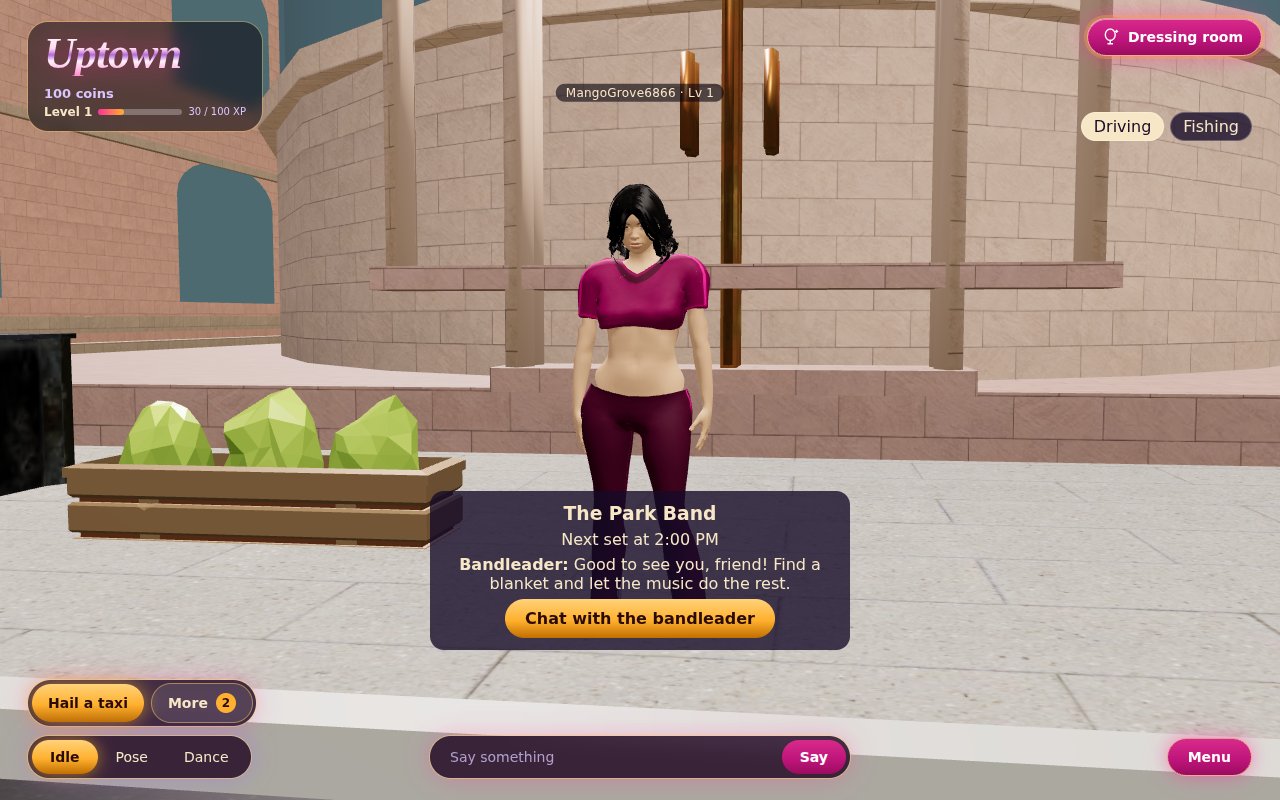 Uptown
100 coins
Level 1
30 / 100 XP
Dressing room
MangoGrove6866 · Lv 1
Driving
Fishing
The Park Band
Next set at 2:00 PM
Bandleader: Good to see you, friend! Find a
blanket and let the music do the rest.
Chat with the bandleader
Hail a taxi
More 2
Idle
Pose
Dance
Say something
Say
Menu